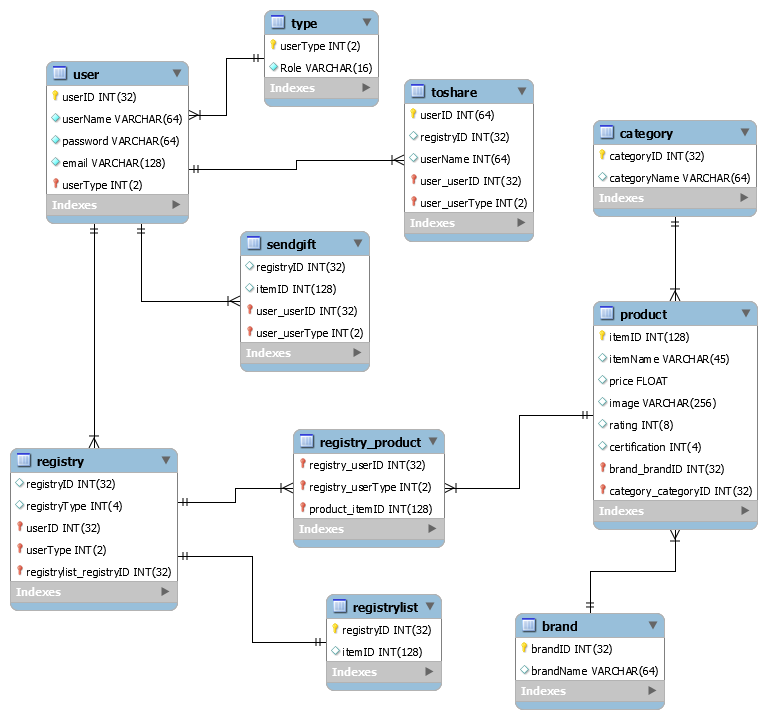 type
userType INT(2)
Role VARCHAR(16)
Indexes
user
userID INT(32)
userName VARCHAR(64)
password VARCHAR(64)
email VARCHAR(128)
userType INT(2)
Indexes
toshare
userID INT(64)
registryID INT(32)
userName INT(64)
user_userID INT(32)
user_userType INT(2)
Indexes
category
categoryID INT(32)
categoryName VARCHAR(64)
Indexes
sendgift
registryID INT(32)
itemID INT(128)
user_userID INT(32)
user_userType INT(2)
Indexes
product
itemID INT(128)
itemName VARCHAR(45)
price FLOAT
image VARCHAR(256)
rating INT(8)
certification INT(4)
brand_brandID INT(32)
category_categoryID INT(32)
Indexes
registry
registryID INT(32)
registryType INT(4)
userID INT(32)
userType INT(2)
registrylist_registryID INT(32)
Indexes
registry_product
registry_userID INT(32)
registry_userType INT(2)
product_itemID INT(128)
Indexes
registrylist
registryID INT(32)
itemID INT(128)
Indexes
brand
brandID INT(32)
brandName VARCHAR(64)
Indexes